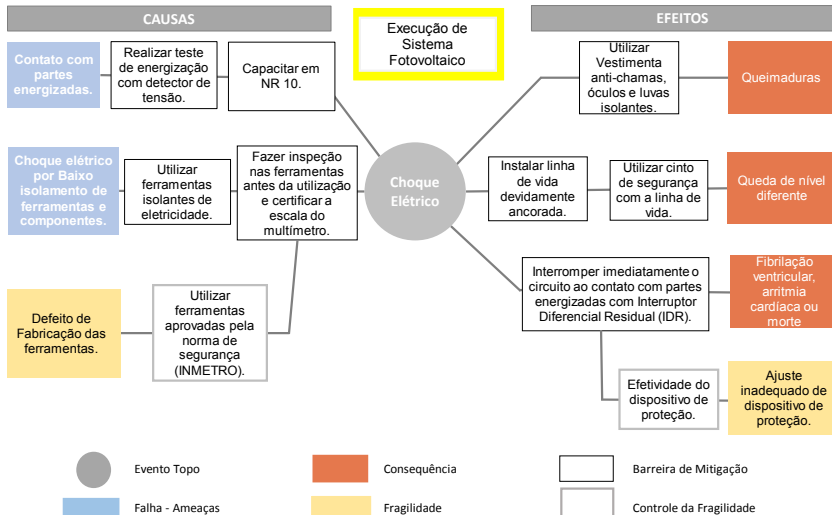 CAUSAS
EFEITOS
Execução de
Sistema
Fotovoltaico
Contato com
partes
energizadas.
Realizar teste
de energização
com detector de
tensão.
Capacitar em
NR 10.
Utilizar
Vestimenta
anti-chamas,
óculos e luvas
isolantes.
Queimaduras
Choque elétrico
por Baixo
isolamento de
ferramentas e
componentes.
Utilizar
ferramentas
isolantes de
eletricidade.
Fazer inspeção
nas ferramentas
antes da utilização
e certificar a
escala do
multímetro.
Choque
Elétrico
Instalar linha
de vida
devidamente
ancorada.
Utilizar cinto
de segurança
com a linha de
vida.
Queda de nível
diferente
Defeito de
Fabricação das
ferramentas.
Utilizar
ferramentas
aprovadas pela
norma de
segurança
(INMETRO).
Interromper imediatamente o
circuito ao contato com partes
energizadas com Interruptor
Diferencial Residual (IDR).
Fibrilação
ventricular,
arritmia
cardíaca ou
morte
Efetividade do
dispositivo de
proteção.
Ajuste
inadequado de
dispositivo de
proteção.
Evento Topo
Consequência
Barreira de Mitigação
Falha - Ameaças
Fragilidade
Controle da Fragilidade